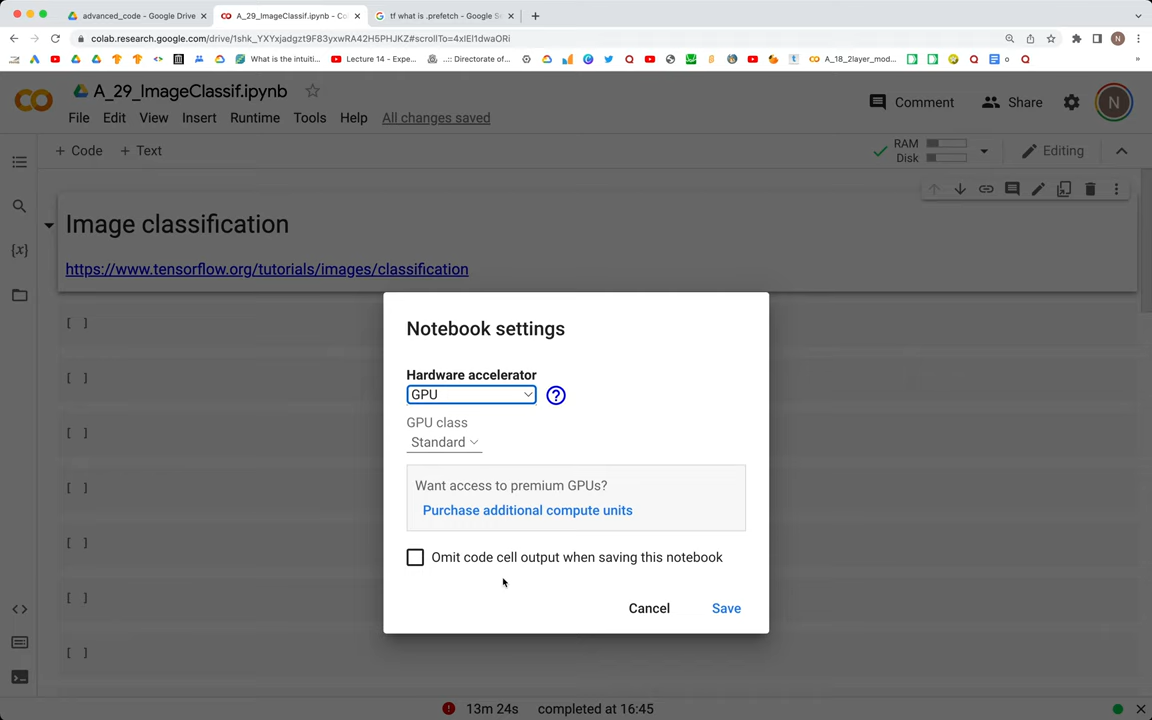 advanced_code - Google Drive
A_29_ImageClassif.ipynb - Co
tf what is .prefetch - Google Se
colab.research.google.com/drive/1shk_YXYxjadgzt9F83yxwRA42H5PHJKZ#scrollTo=4xIEl1dwaORi
N
What is the intuiti...
Lecture 14 - Expe...
..:: Directorate of...
A_18_2layer_mod...
o
»
A_29_ImageClassif.ipynb
Comment
Share
N
File Edit View Insert Runtime Tools Help All changes saved
+ Code + Text
RAM
Disk
Editing
Image classification
https://www.tensorflow.org/tutorials/images/classification
[ ]
[ ]
[ ]
[ ]
[ ]
[ ]
[ ]
Notebook settings
Hardware accelerator
GPU
?
GPU class
Standard
Want access to premium GPUs?
Purchase additional compute units
Omit code cell output when saving this notebook
Cancel Save
13m 24s completed at 16:45